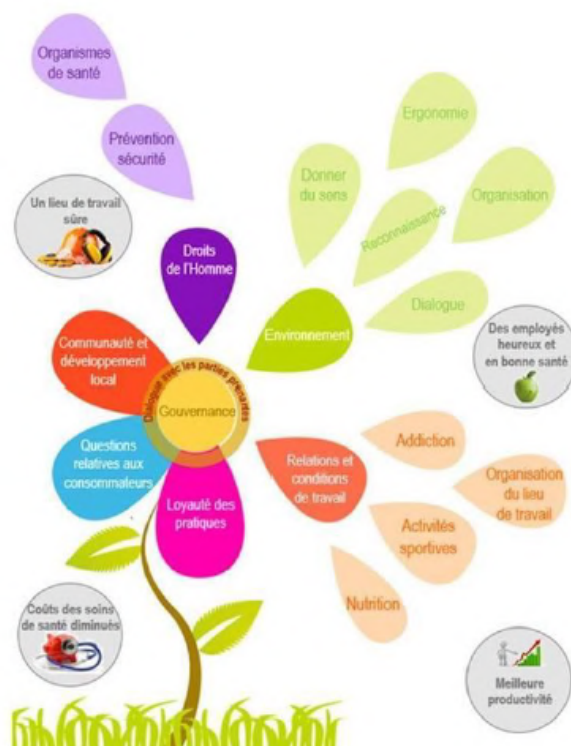 Organismes
de santé
Prévention
sécurité
Un lieu de travail
sûre
Droits
de l'Homme
Ergonomie
Donner
du sens
Reconnaissance
Organisation
Dialogue
Environnement
Des employés
heureux et
en bonne santé
Communauté et
développement
local
Dialogue avec les parties prenantes
Gouvernance
Questions
relatives aux
consommateurs
Loyauté des
pratiques
Relations et
conditions
de travail
Addiction
Organisation
du lieu
de travail
Activités
sportives
Nutrition
Coûts des soins
de santé diminués
Meilleure
productivité